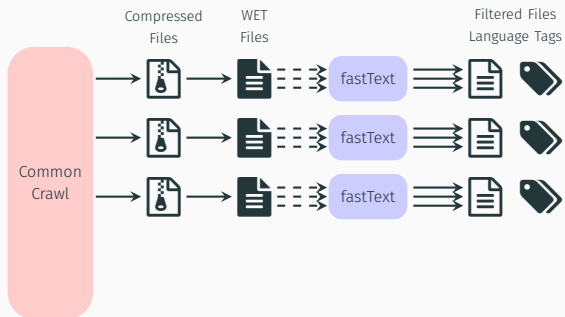 Compressed
Files
WET
Files
Filtered Files
Language Tags
Common
Crawl
fastText
fastText
fastText